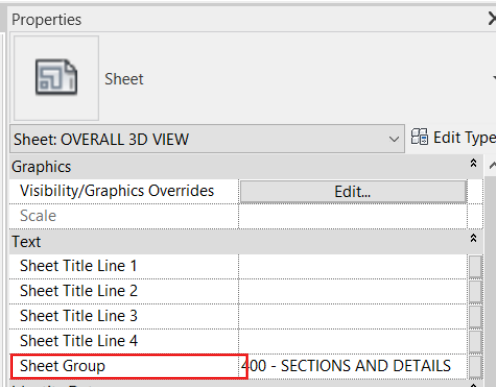 Properties
Sheet
Sheet: OVERALL 3D VIEW Edit Type
Graphics
Visibility/Graphics Overrides Edit...
Scale
Text
Sheet Title Line 1
Sheet Title Line 2
Sheet Title Line 3
Sheet Title Line 4
Sheet Group 400 - SECTIONS AND DETAILS